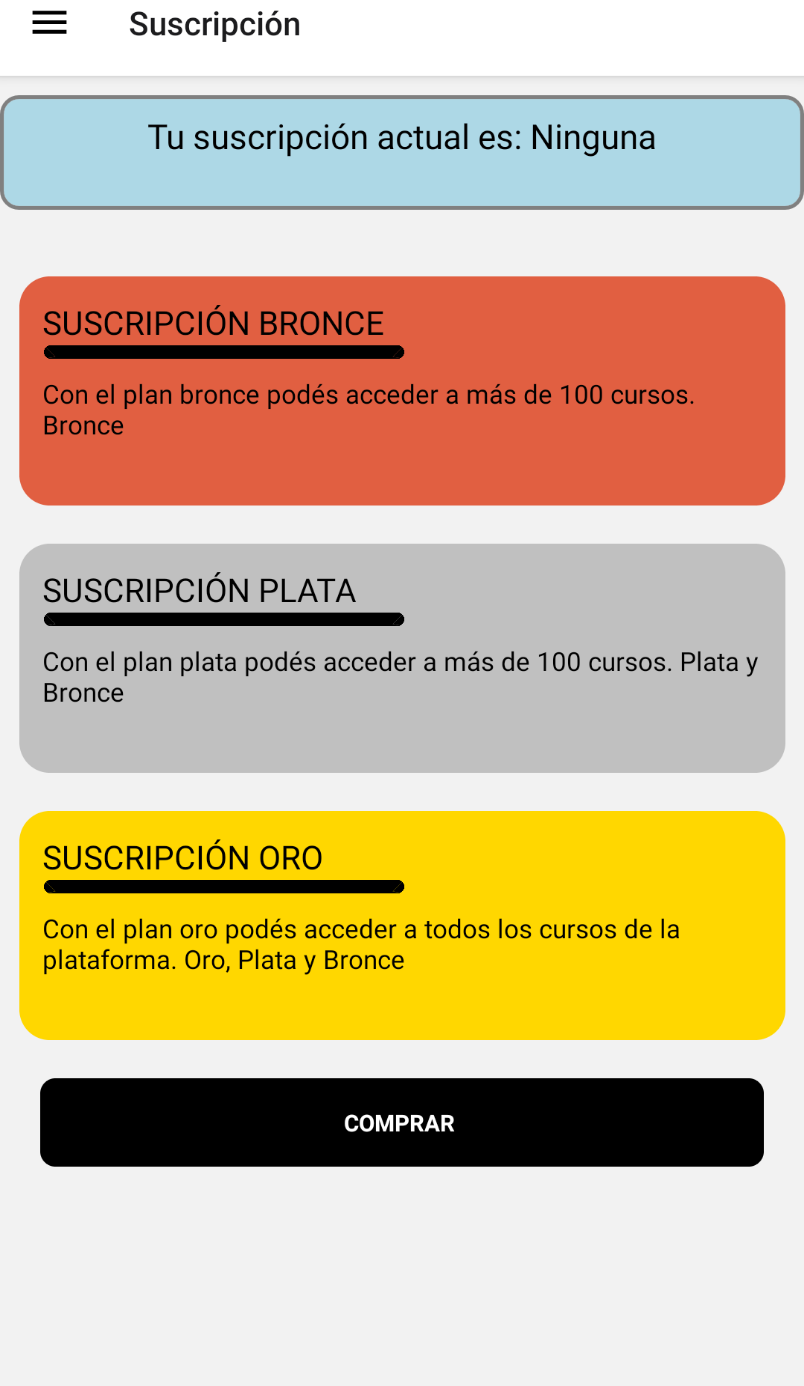 Suscripción
Tu suscripción actual es: Ninguna
SUSCRIPCIÓN BRONCE
Con el plan bronce podés acceder a más de 100 cursos.
Bronce
SUSCRIPCIÓN PLATA
Con el plan plata podés acceder a más de 100 cursos. Plata y
Bronce
SUSCRIPCIÓN ORO
Con el plan oro podés acceder a todos los cursos de la
plataforma. Oro, Plata y Bronce
COMPRAR